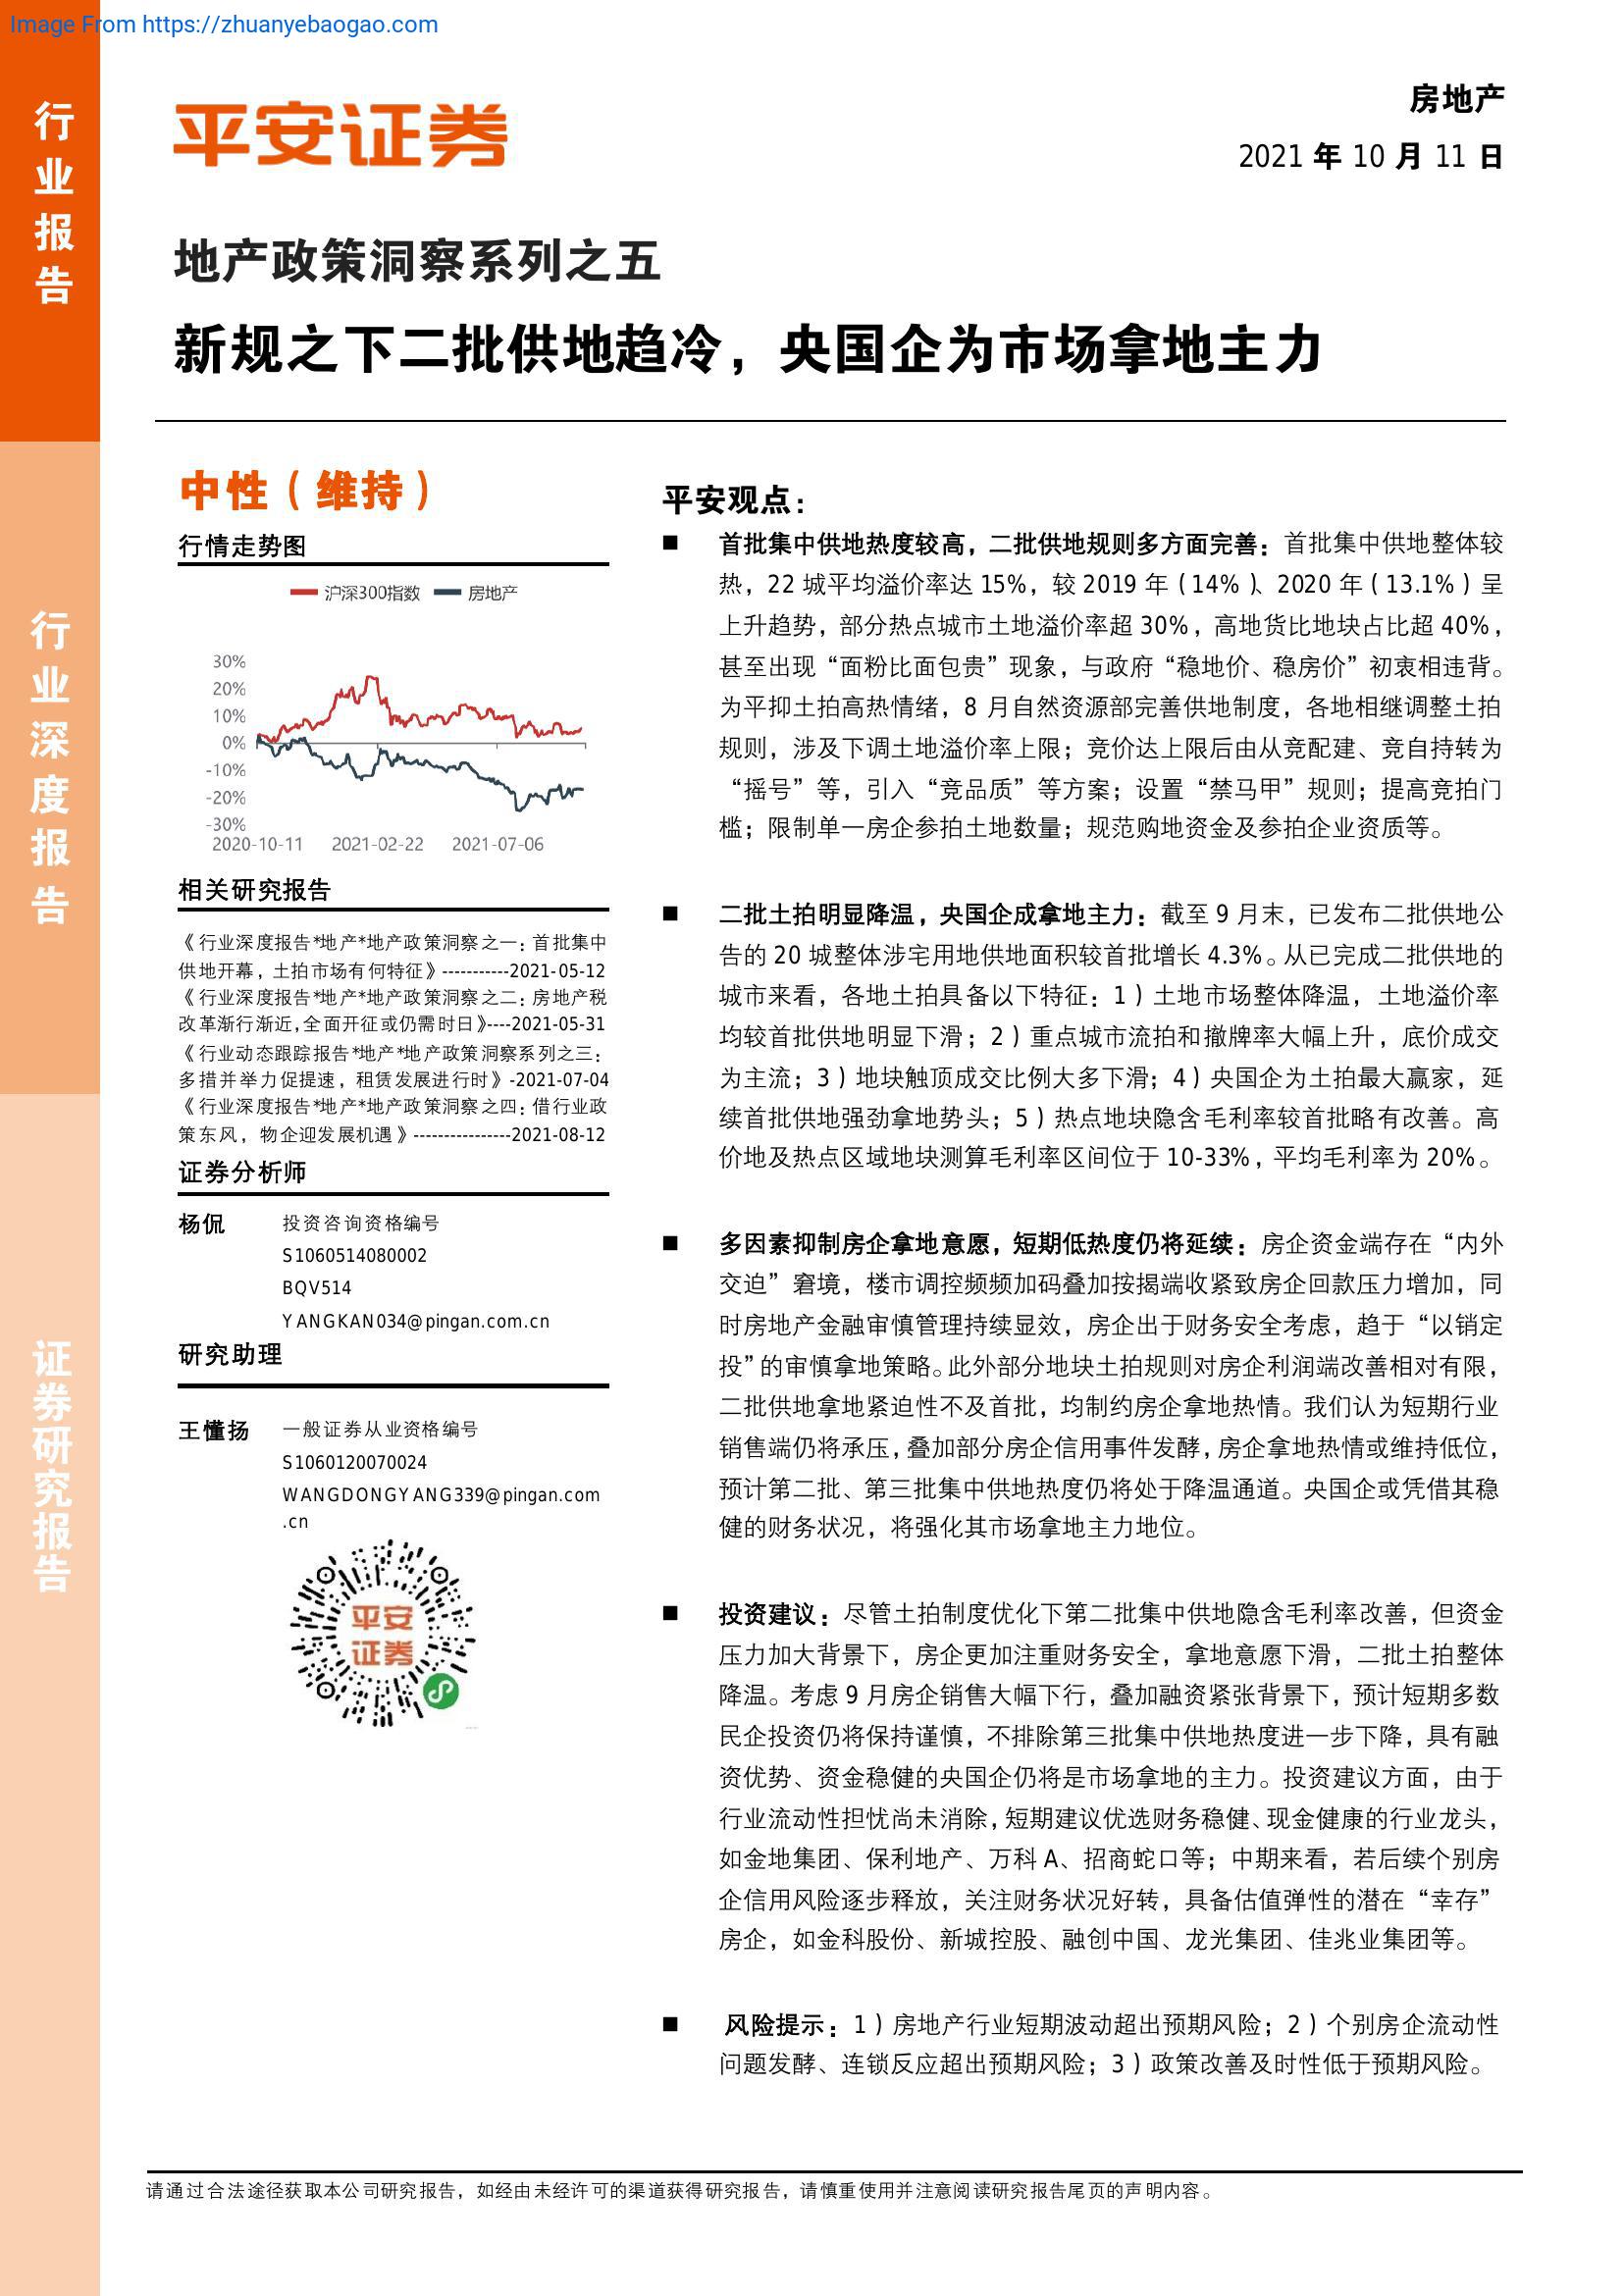 Image From https://zhuanyebaogao.com
行业报告
行业深度报告
证券研究报告
平安证券
房地产
2021 年 10 月 11 日
地产政策洞察系列之五
新规之下二批供地趋冷，央国企为市场拿地主力
中性（维持）
行情走势图
沪深300指数 房地产
30%
20%
10%
0%
-10%
-20%
-30%
2020-10-11 2021-02-22 2021-07-06
相关研究报告
《行业深度报告*地产*地产政策洞察之一：首批集中
供地开幕，土拍市场有何特征》-----------2021-05-12
《行业深度报告*地产*地产政策洞察之二：房地产税
改革渐行渐近,全面开征或仍需时日》----2021-05-31
《行业动态跟踪报告*地产*地产政策洞察系列之三：
多措并举力促提速，租赁发展进行时》-2021-07-04
《行业深度报告*地产*地产政策洞察之四：借行业政
策东风，物企迎发展机遇》----------------2021-08-12
证券分析师
杨侃 投资咨询资格编号
S1060514080002
BQV514
YANGKAN034@pingan.com.cn
研究助理
王懂扬 一般证券从业资格编号
S1060120070024
WANGDONGYANG339@pingan.com
.cn
平安
证券
平安观点：
■ 首批集中供地热度较高，二批供地规则多方面完善：首批集中供地整体较
热，22 城平均溢价率达 15%，较 2019 年（14%）、2020 年（13.1%）呈
上升趋势，部分热点城市土地溢价率超 30%，高地货比地块占比超 40%，
甚至出现“面粉比面包贵”现象，与政府“稳地价、稳房价”初衷相违背。
为平抑土拍高热情绪，8 月自然资源部完善供地制度，各地相继调整土拍
规则，涉及下调土地溢价率上限；竞价达上限后由从竞配建、竞自持转为
“摇号”等，引入“竞品质”等方案；设置“禁马甲”规则；提高竞拍门
槛；限制单一房企参拍土地数量；规范购地资金及参拍企业资质等。
■ 二批土拍明显降温，央国企成拿地主力：截至 9 月末，已发布二批供地公
告的 20 城整体涉宅用地供地面积较首批增长 4.3%。从已完成二批供地的
城市来看，各地土拍具备以下特征：1）土地市场整体降温，土地溢价率
均较首批供地明显下滑；2）重点城市流拍和撤牌率大幅上升，底价成交
为主流；3）地块触顶成交比例大多下滑；4）央国企为土拍最大赢家，延
续首批供地强劲拿地势头；5）热点地块隐含毛利率较首批略有改善。高
价地及热点区域地块测算毛利率区间位于 10-33%，平均毛利率为 20%。
■ 多因素抑制房企拿地意愿，短期低热度仍将延续：房企资金端存在“内外
交迫”窘境，楼市调控频频加码叠加按揭端收紧致房企回款压力增加，同
时房地产金融审慎管理持续显效，房企出于财务安全考虑，趋于“以销定
投”的审慎拿地策略。此外部分地块土拍规则对房企利润端改善相对有限，
二批供地拿地紧迫性不及首批，均制约房企拿地热情。我们认为短期行业
销售端仍将承压，叠加部分房企信用事件发酵，房企拿地热情或维持低位，
预计第二批、第三批集中供地热度仍将处于降温通道。央国企或凭借其稳
健的财务状况，将强化其市场拿地主力地位。
■ 投资建议：尽管土拍制度优化下第二批集中供地隐含毛利率改善，但资金
压力加大背景下，房企更加注重财务安全，拿地意愿下滑，二批土拍整体
降温。考虑 9 月房企销售大幅下行，叠加融资紧张背景下，预计短期多数
民企投资仍将保持谨慎，不排除第三批集中供地热度进一步下降，具有融
资优势、资金稳健的央国企仍将是市场拿地的主力。投资建议方面，由于
行业流动性担忧尚未消除，短期建议优选财务稳健、现金健康的行业龙头，
如金地集团、保利地产、万科 A、招商蛇口等；中期来看，若后续个别房
企信用风险逐步释放，关注财务状况好转，具备估值弹性的潜在“幸存”
房企，如金科股份、新城控股、融创中国、龙光集团、佳兆业集团等。
■ 风险提示：1）房地产行业短期波动超出预期风险；2）个别房企流动性
问题发酵、连锁反应超出预期风险；3）政策改善及时性低于预期风险。
请通过合法途径获取本公司研究报告，如经由未经许可的渠道获得研究报告，请慎重使用并注意阅读研究报告尾页的声明内容。